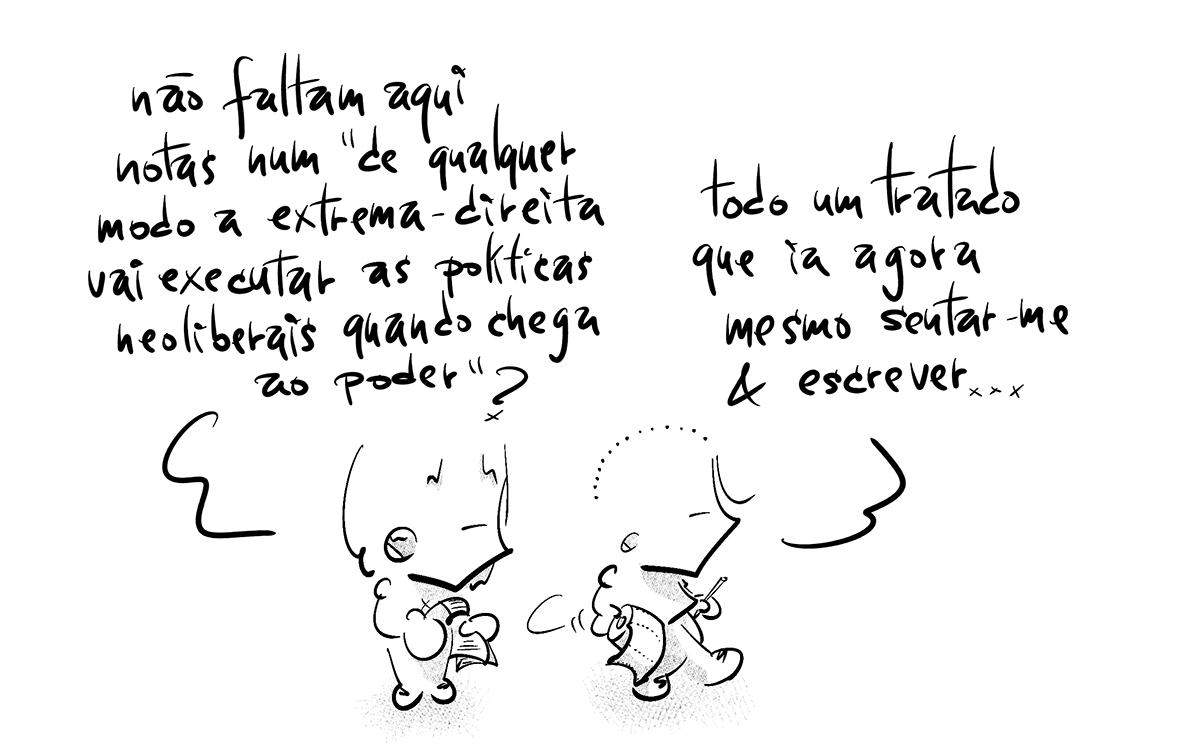 não faltam aqui
notas num "de qualquer
modo a extrema-direita
vai executar as políticas
neoliberais quando chega
ao poder"?
todo um tratado
que ia agora
mesmo sentar-me
& escrever...